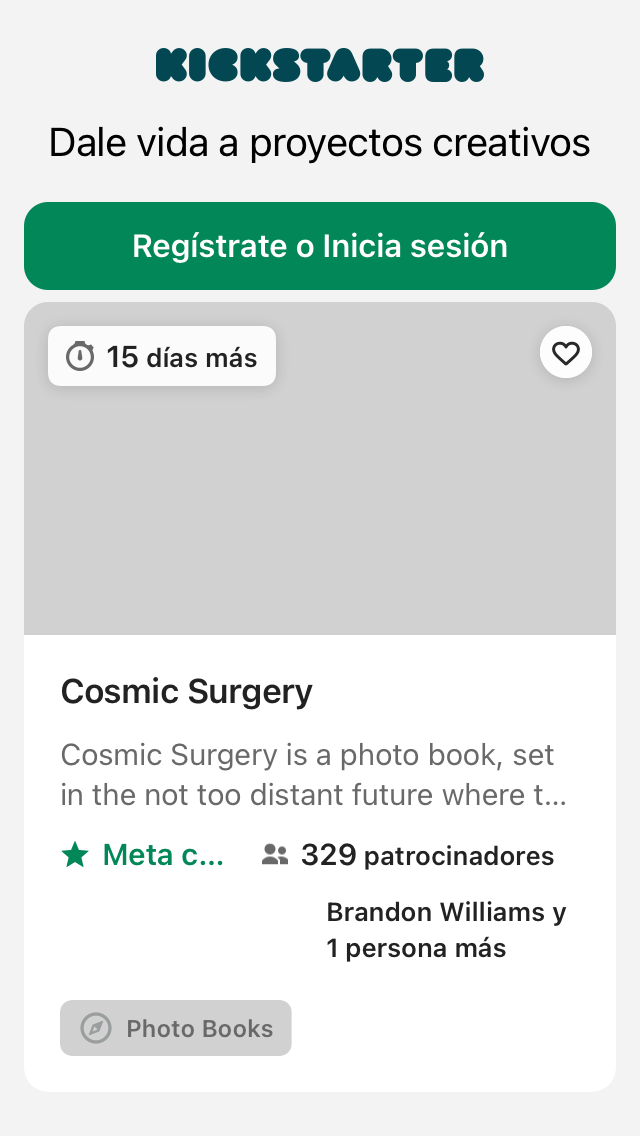 KICKSTARTER
Dale vida a proyectos creativos
Regístrate o Inicia sesión
15 días más
Cosmic Surgery
Cosmic Surgery is a photo book, set
in the not too distant future where t...
Meta c...
329 patrocinadores
Brandon Williams y
1 persona más
Photo Books